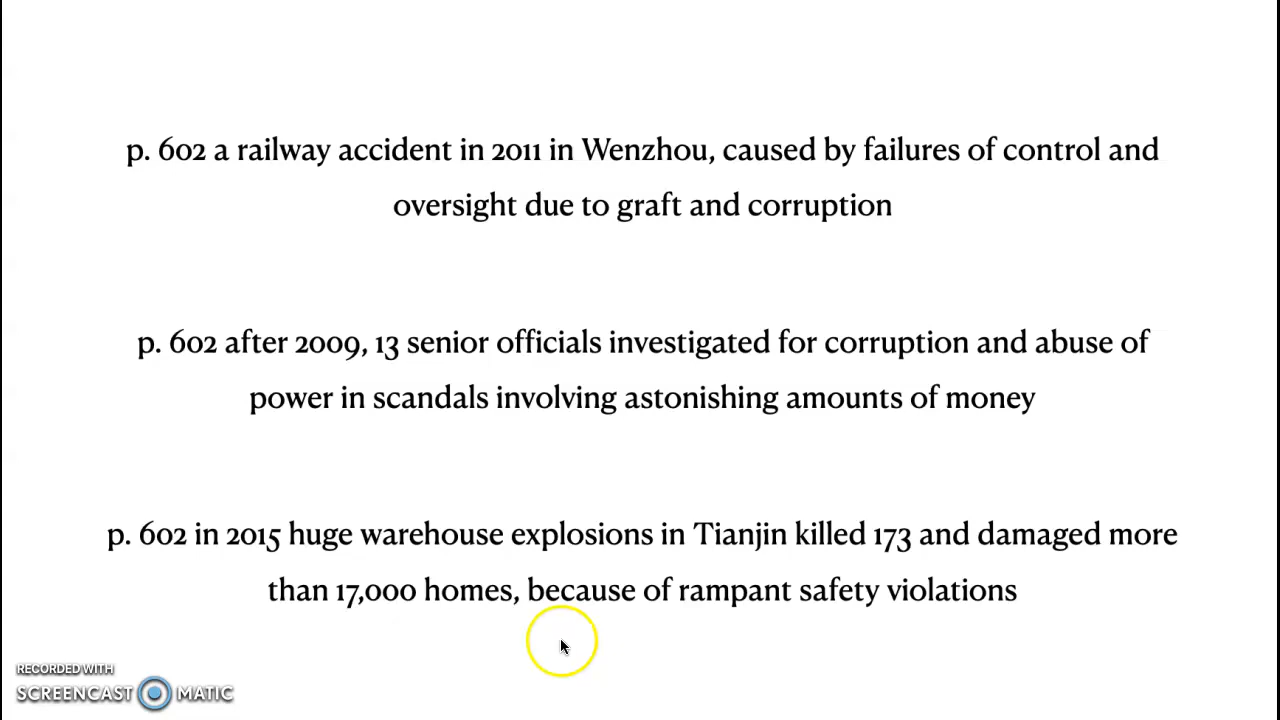 p. 602 a railway accident in 2011 in Wenzhou, caused by failures of control and
oversight due to graft and corruption
p. 602 after 2009, 13 senior officials investigated for corruption and abuse of
power in scandals involving astonishing amounts of money
p. 602 in 2015 huge warehouse explosions in Tianjin killed 173 and damaged more
than 17,000 homes, because of rampant safety violations
RECORDED WITH
SCREENCAST MATIC